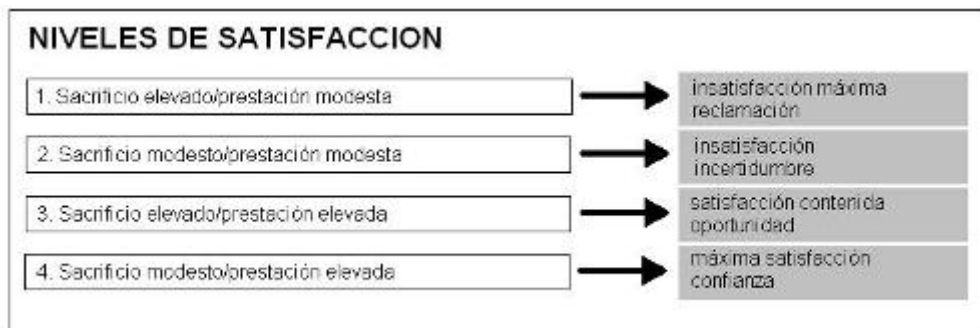 NIVELES DE SATISFACCION
1. Sacrificio elevado/prestación modesta
insatisfacción máxima
reclamación
2. Sacrificio modesto/prestación modesta
insatisfacción
incertidumbre
3. Sacrificio elevado/prestación elevada
satisfacción contenida
oportunidad
4. Sacrificio modesto/prestación elevada
máxima satisfacción
confianza